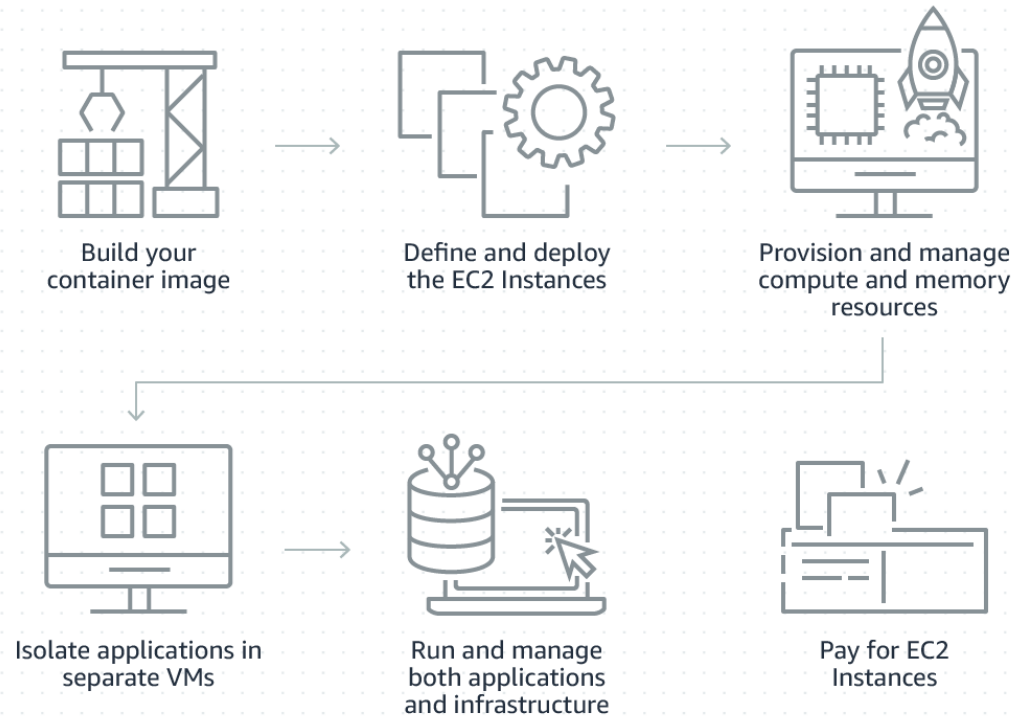 Build your
container image
Define and deploy
the EC2 Instances
Provision and manage
compute and memory
resources
Isolate applications in
separate VMs
Run and manage
both applications
and infrastructure
Pay for EC2
Instances